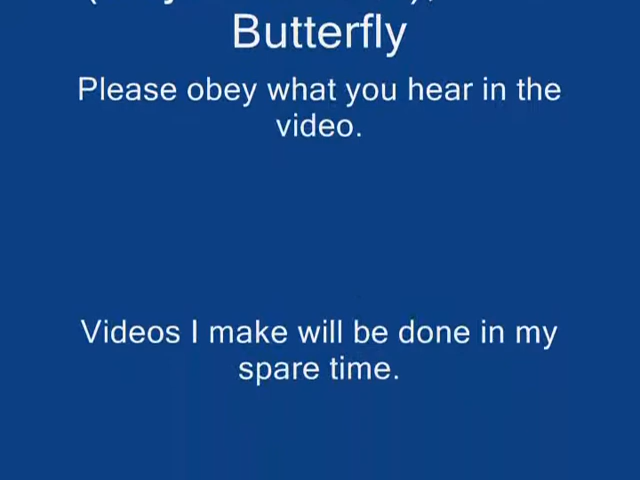 Butterfly
Please obey what you hear in the
video.
Videos I make will be done in my
spare time.